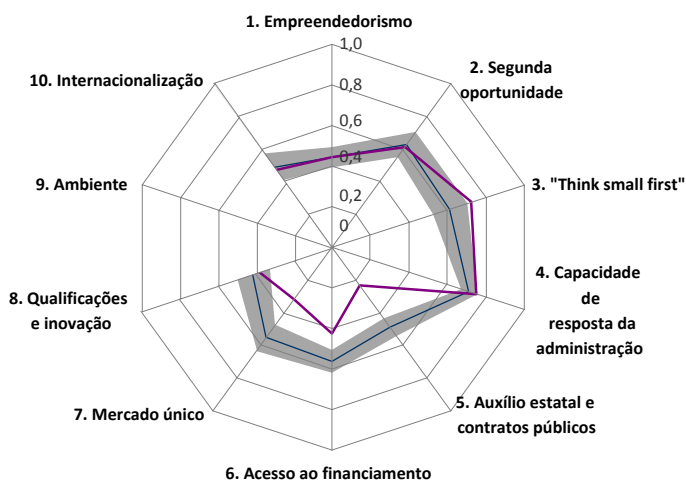 1. Empreendedorismo
1,0
0,8
0,6
0,4
0,2
0
2. Segunda
oportunidade
3. "Think small first"
4. Capacidade
de
resposta da
administração
5. Auxílio estatal e
contratos públicos
6. Acesso ao financiamento
7. Mercado único
8. Qualificações
e inovação
9. Ambiente
10. Internacionalização